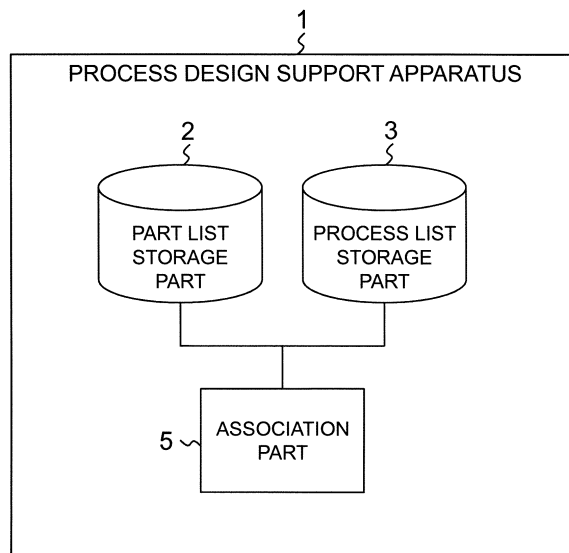 1
PROCESS DESIGN SUPPORT APPARATUS
2
3
PART LIST
STORAGE
PART
PROCESS LIST
STORAGE
PART
5
ASSOCIATION
PART